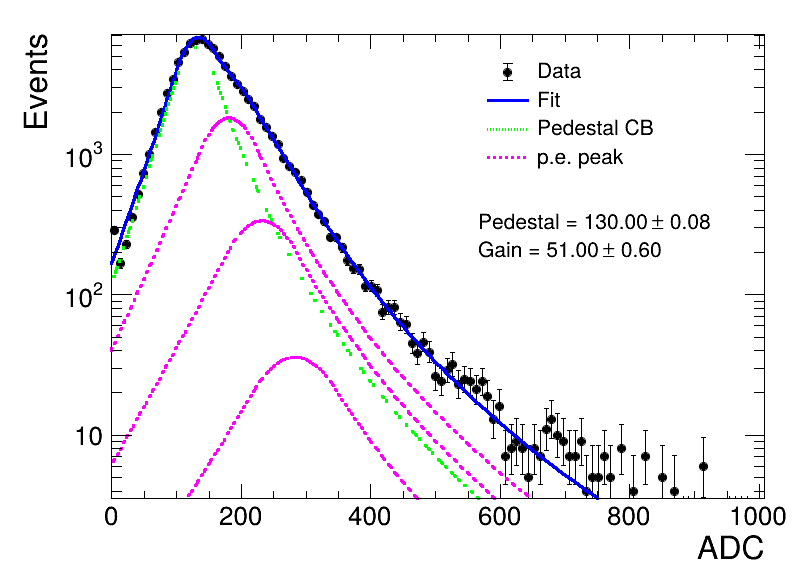 Events
Data
Fit
Pedestal CB
p.e. peak
Pedestal = 130.00 ± 0.08
Gain = 51.00 ± 0.60
10³
10²
10
0 200 400 600 800 1000
ADC